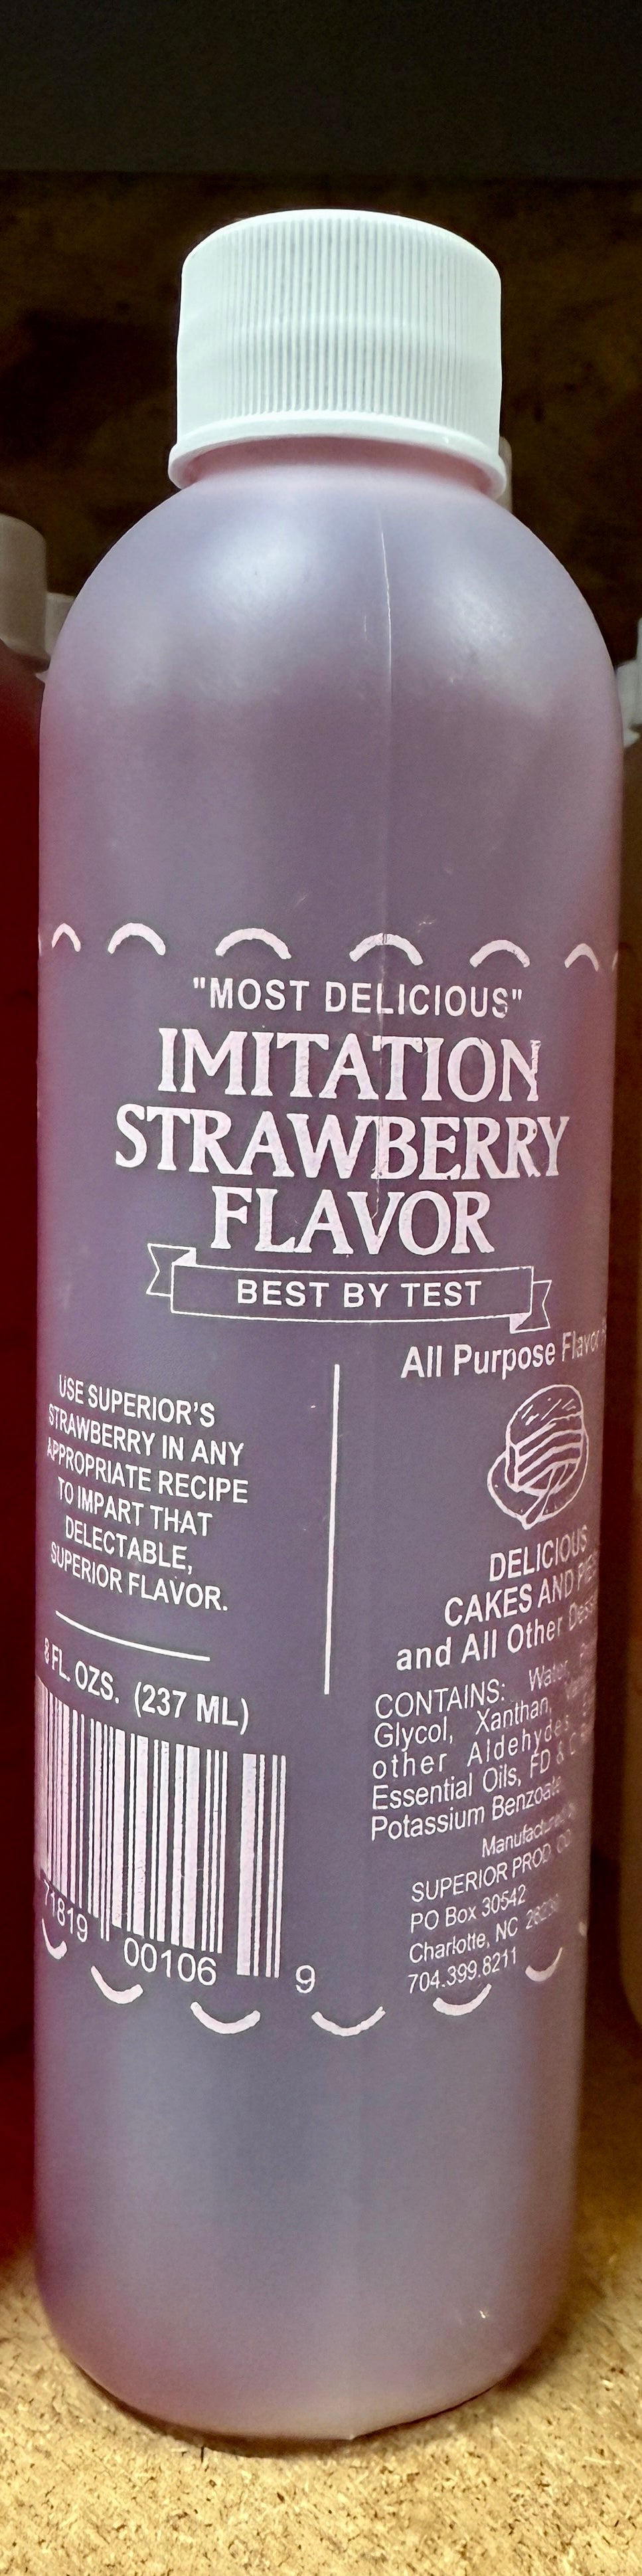 "MOST DELICIOUS"
IMITATION
STRAWBERRY
FLAVOR
BEST BY TEST
USE SUPERIOR'S
STRAWBERRY IN ANY
APPROPRIATE RECIPE
TO IMPART THAT
DELECTABLE,
SUPERIOR FLAVOR.
8 FL. OZS. (237 ML)
71819 00106 9
All Purpose Flavor
DELICIOUS
CAKES AND PIES
and All Other
CONTAINS: Water,
Glycol, Xanthan,
other Aldehydes
Essential Oils, FD & C
Potassium Benzoate
Manufactured
SUPERIOR PROD. CO
PO Box 30542
Charlotte, NC
704.399.8211